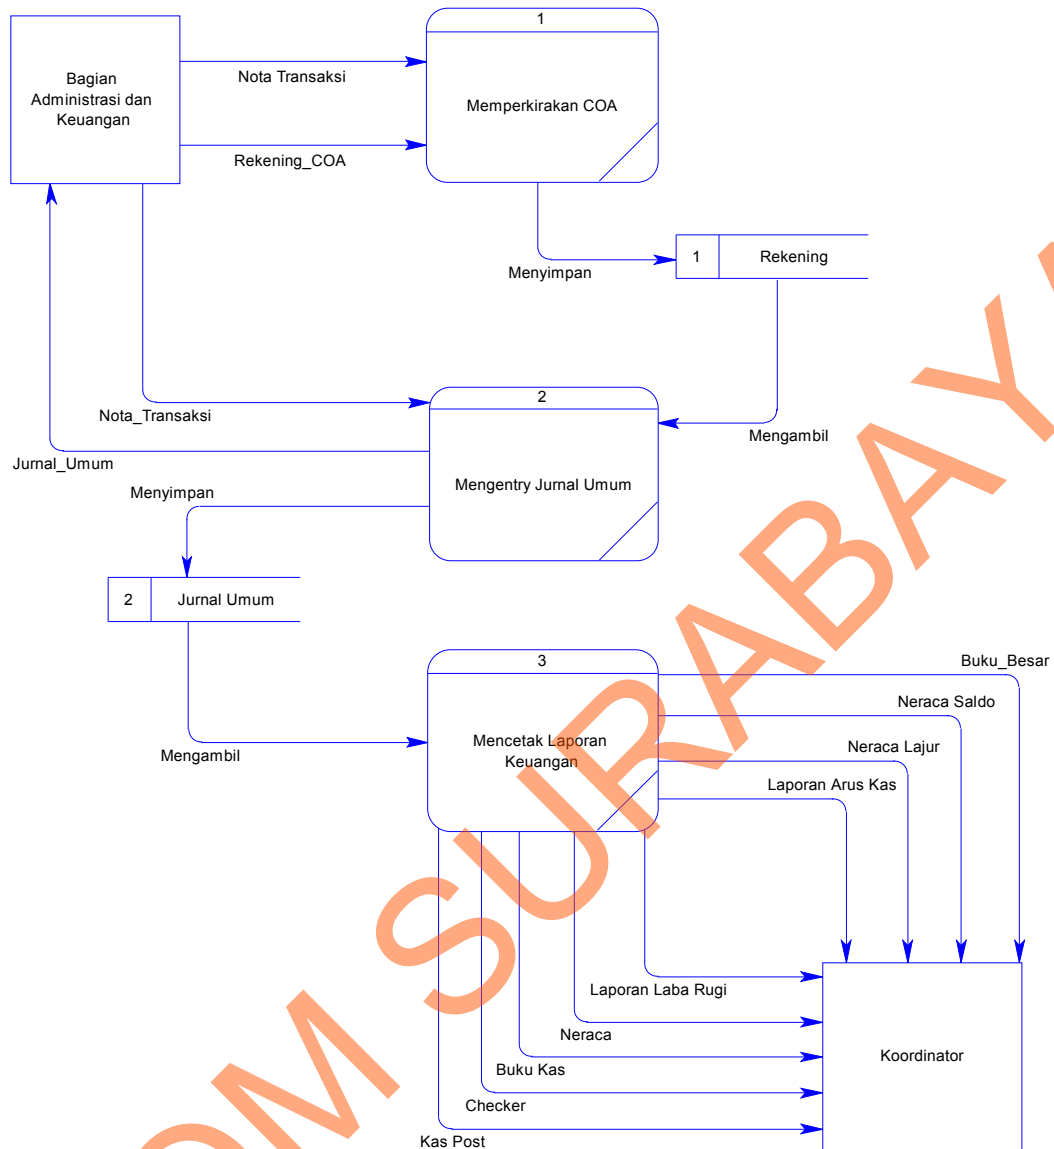 1
Bagian
Administrasi dan
Keuangan
Nota Transaksi
Memperkirakan COA
Rekening_COA
Menyimpan
1
Rekening
2
Nota_Transaksi
Mengambil
Jurnal_Umum
Mengentry Jurnal Umum
Menyimpan
2
Jurnal Umum
3
Buku_Besar
Neraca Saldo
Mengambil
Mencetak Laporan
Keuangan
Neraca Lajur
Laporan Arus Kas
Laporan Laba Rugi
Neraca
Koordinator
Buku Kas
Checker
Kas Post
OM SURABAYA